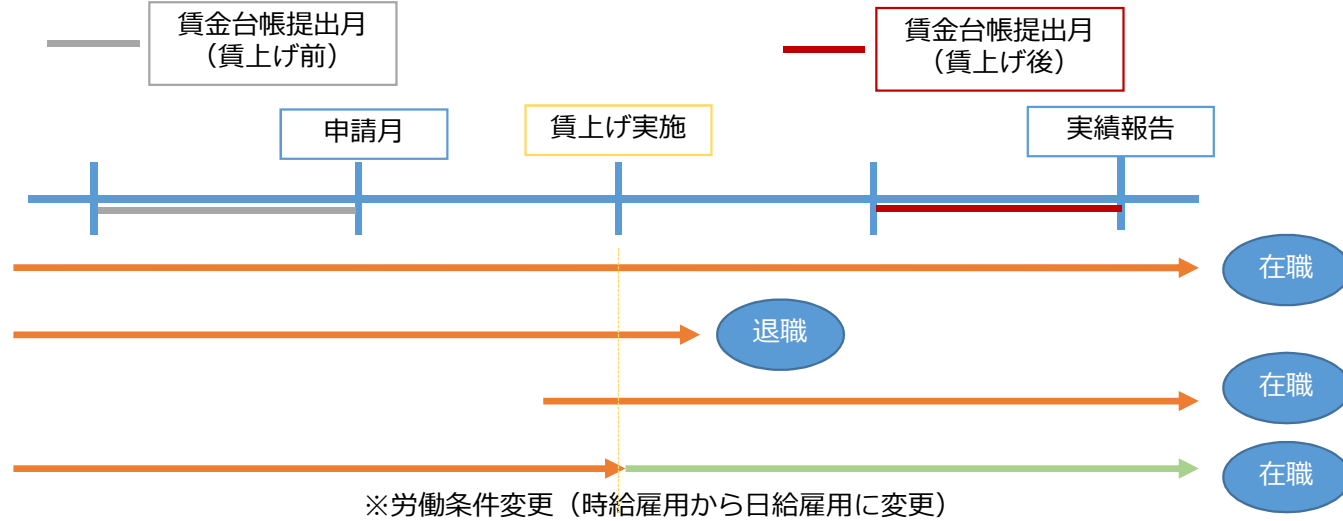 賃金台帳提出月
（賃上げ前）
賃金台帳提出月
（賃上げ後）
申請月
賃上げ実施
実績報告
在職
退職
在職
在職
※労働条件変更（時給雇用から日給雇用に変更）